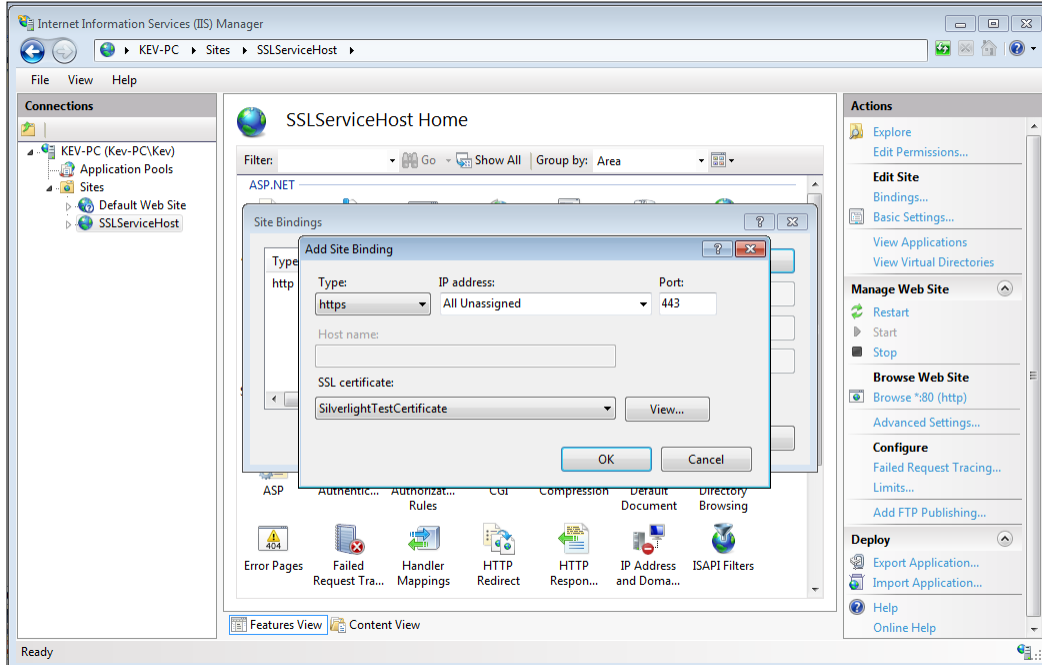 Internet Information Services (IIS) Manager
KEV-PC Sites SSLServiceHost
File View Help
Connections
KEV-PC (Kev-PC\Kev)
Application Pools
Sites
Default Web Site
SSLServiceHost
SSLServiceHost Home
Filter: Go Show All Group by: Area
ASP.NET
Site Bindings
Type
http
Add Site Binding
Type: IP address: Port:
https All Unassigned 443
Host name:
SSL certificate:
SilverlightTestCertificate View...
OK Cancel
ASP Authentic... Authorizat... CGI Compression Default Directory
Rules Document Browsing
404
Error Pages Failed Handler HTTP HTTP IP Address ISAPI Filters
Request Tra... Mappings Redirect Respon... and Doma...
Features View Content View
Actions
Explore
Edit Permissions...
Edit Site
Bindings...
Basic Settings...
View Applications
View Virtual Directories
Manage Web Site
Restart
Start
Stop
Browse Web Site
Browse *:80 (http)
Advanced Settings...
Configure
Failed Request Tracing...
Limits...
Add FTP Publishing...
Deploy
Export Application...
Import Application...
Help
Online Help
Ready